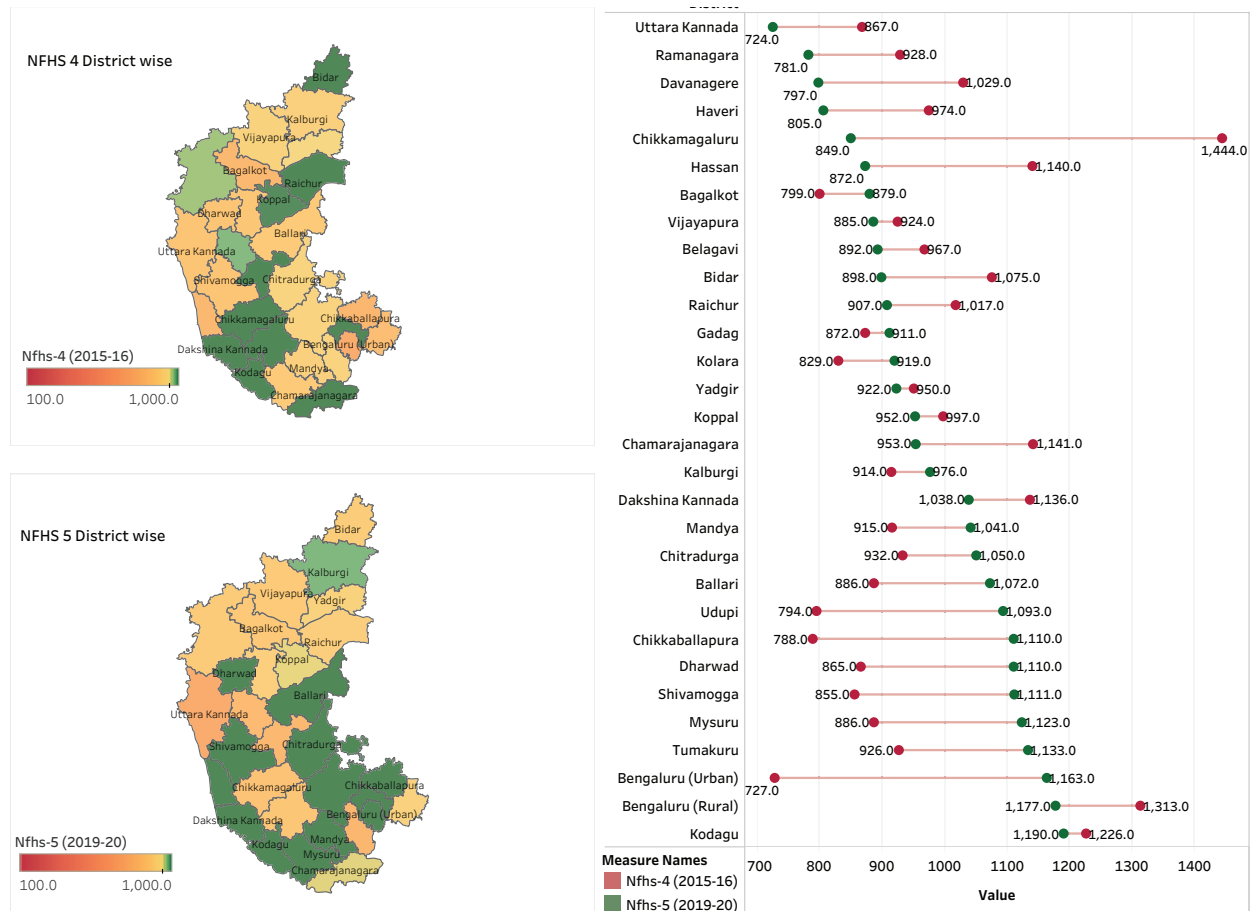 NFHS 4 District wise
Bidar
Kalburgi
Vijayapura
Bagalkot
Raichur
Koppal
Dharwad
Ballari
Uttara Kannada
Shivamogga
Chitradurga
Chikkamagaluru
Chikkaballapura
Dakshina Kannada
Bengaluru (Urban)
Kodagu
Mandya
Chamarajanagara
Nfhs-4 (2015-16)
100.0 1,000.0
NFHS 5 District wise
Bidar
Kalburgi
Vijayapura
Yadgir
Bagalkot
Raichur
Koppal
Dharwad
Ballari
Uttara Kannada
Shivamogga
Chitradurga
Chikkamagaluru
Chikkaballapura
Dakshina Kannada
Bengaluru (Urban)
Kodagu
Mandya
Mysuru
Chamarajanagara
Nfhs-5 (2019-20)
100.0 1,000.0
District
Uttara Kannada 724.0 867.0
Ramanagara 781.0 928.0
Davanagere 797.0 1,029.0
Haveri 805.0 974.0
Chikkamagaluru 849.0 1,444.0
Hassan 872.0 1,140.0
Bagalkot 799.0 879.0
Vijayapura 885.0 924.0
Belagavi 892.0 967.0
Bidar 898.0 1,075.0
Raichur 907.0 1,017.0
Gadag 872.0 911.0
Kolara 829.0 919.0
Yadgir 922.0 950.0
Koppal 952.0 997.0
Chamarajanagara 953.0 1,141.0
Kalburgi 914.0 976.0
Dakshina Kannada 1,038.0 1,136.0
Mandya 915.0 1,041.0
Chitradurga 932.0 1,050.0
Ballari 886.0 1,072.0
Udupi 794.0 1,093.0
Chikkaballapura 788.0 1,110.0
Dharwad 865.0 1,110.0
Shivamogga 855.0 1,111.0
Mysuru 886.0 1,123.0
Tumakuru 926.0 1,133.0
Bengaluru (Urban) 727.0 1,163.0
Bengaluru (Rural) 1,177.0 1,313.0
Kodagu 1,190.0 1,226.0
700 800 900 1000 1100 1200 1300 1400
Value
Measure Names
Nfhs-4 (2015-16)
Nfhs-5 (2019-20)